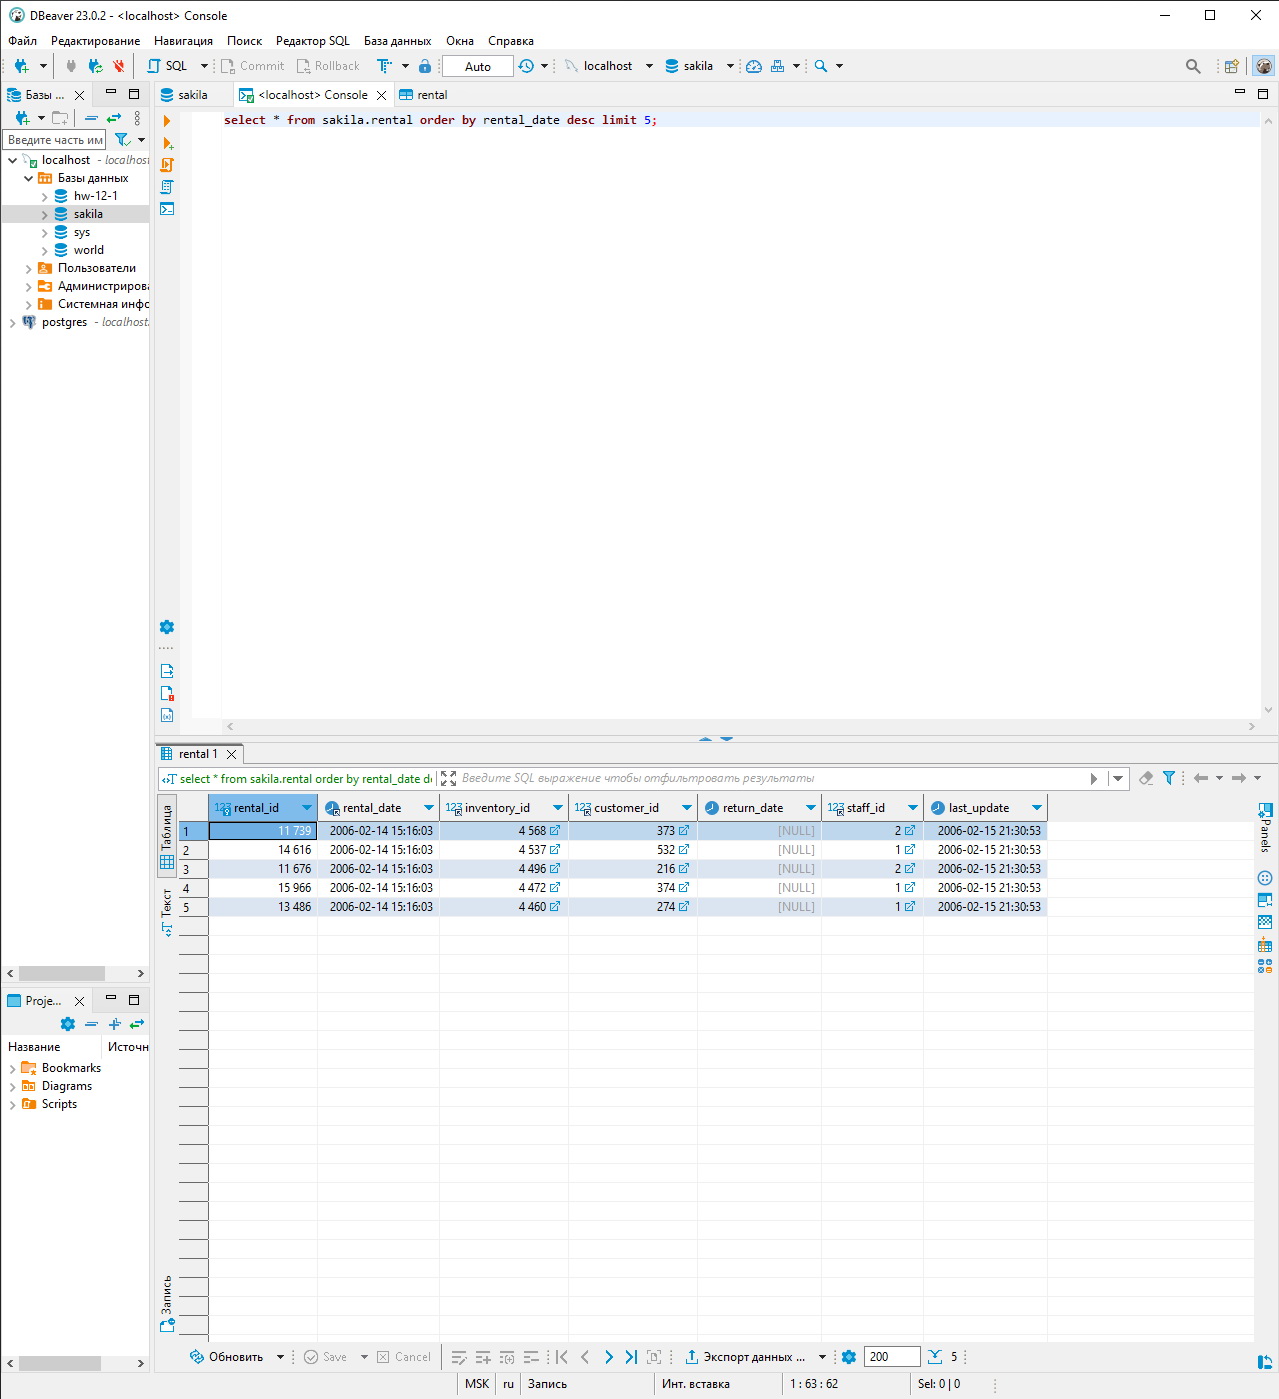 DBeaver 23.0.2 - <localhost> Console
Файл Редактирование Навигация Поиск Редактор SQL База данных Окна Справка
SQL Commit Rollback Auto localhost sakila
Базы ...
Введите часть им
localhost - localhost
Базы данных
hw-12-1
sakila
sys
world
Пользователи
Администрирова
Системная инфо
postgres - localhost:
sakila <localhost> Console rental
select * from sakila.rental order by rental_date desc limit 5;
rental 1
select * from sakila.rental order by rental_date de Введите SQL выражение чтобы отфильтровать результаты
Таблица
Текст
Запись
Panels
rental_id rental_date inventory_id customer_id return_date staff_id last_update
1 11 739 2006-02-14 15:16:03 4 568 373 [NULL] 2 2006-02-15 21:30:53
2 14 616 2006-02-14 15:16:03 4 537 532 [NULL] 1 2006-02-15 21:30:53
3 11 676 2006-02-14 15:16:03 4 496 216 [NULL] 2 2006-02-15 21:30:53
4 15 966 2006-02-14 15:16:03 4 472 374 [NULL] 1 2006-02-15 21:30:53
5 13 486 2006-02-14 15:16:03 4 460 274 [NULL] 1 2006-02-15 21:30:53
Proje...
Название Источн
Bookmarks
Diagrams
Scripts
Обновить Save Cancel Экспорт данных ... 200 5
MSK ru Запись Инт. вставка 1 : 63 : 62 Sel: 0 | 0